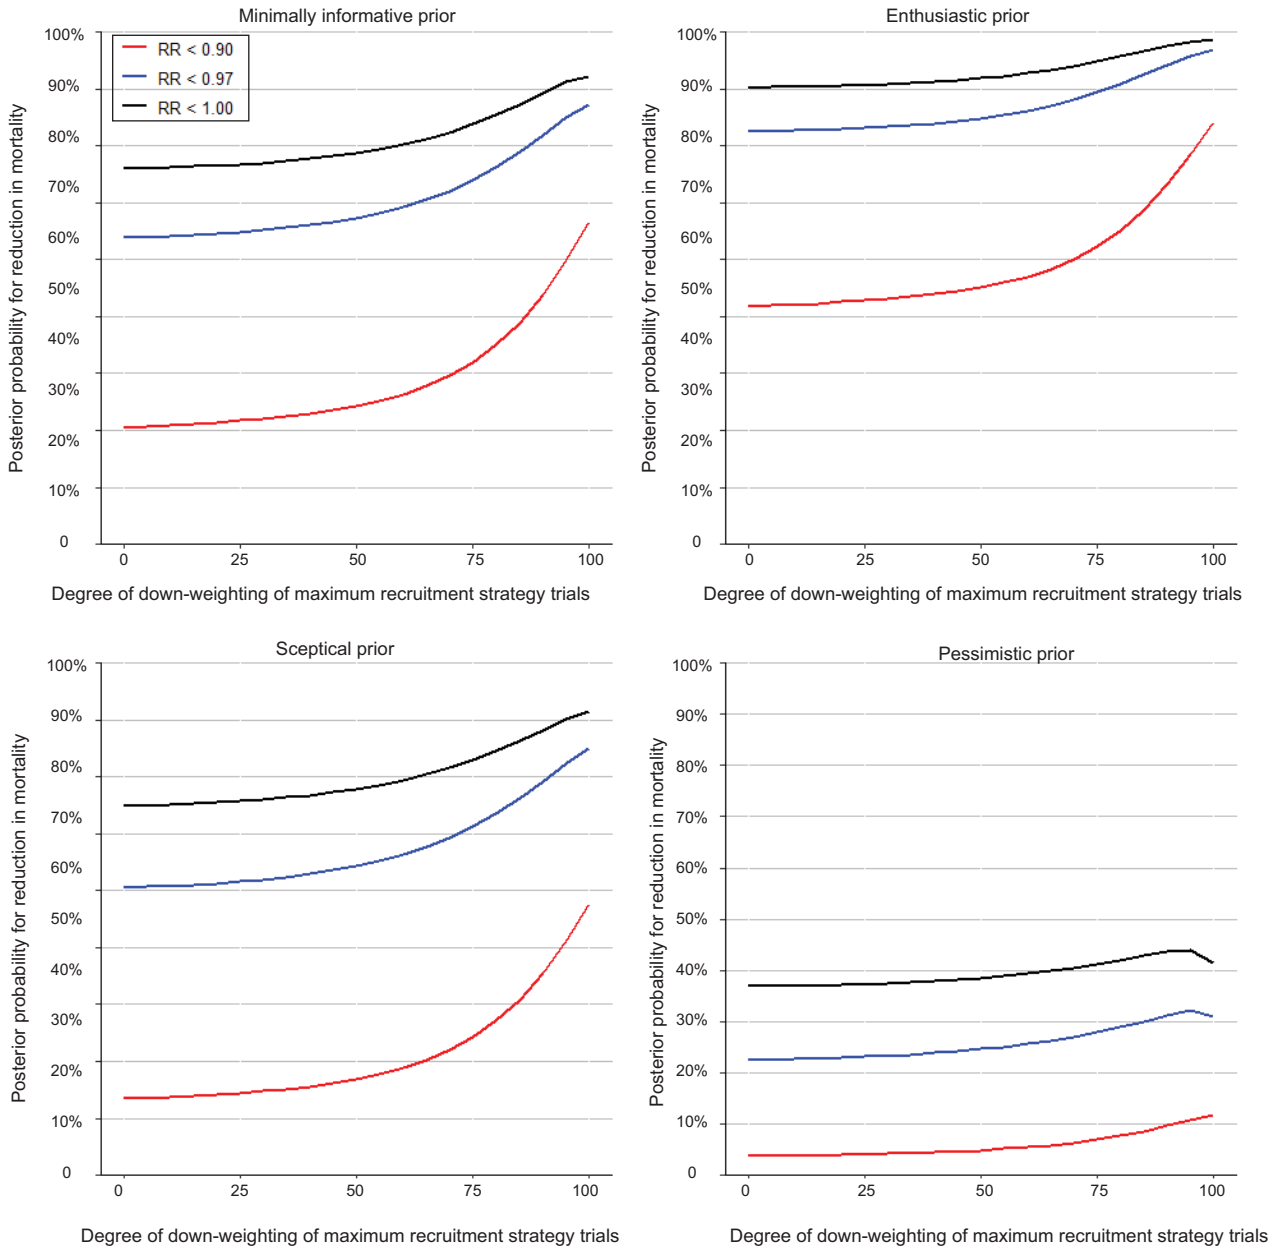 Minimally informative prior
100%
90%
80%
70%
60%
50%
40%
30%
20%
10%
0
RR < 0.90
RR < 0.97
RR < 1.00
Posterior probability for reduction in mortality
0 25 50 75 100
Degree of down-weighting of maximum recruitment strategy trials
Enthusiastic prior
100%
90%
80%
70%
60%
50%
40%
30%
20%
10%
0
Posterior probability for reduction in mortality
0 25 50 75 100
Degree of down-weighting of maximum recruitment strategy trials
Sceptical prior
100%
90%
80%
70%
60%
50%
40%
30%
20%
10%
0
Posterior probability for reduction in mortality
0 25 50 75 100
Degree of down-weighting of maximum recruitment strategy trials
Pessimistic prior
100%
90%
80%
70%
60%
50%
40%
30%
20%
10%
0
Posterior probability for reduction in mortality
0 25 50 75 100
Degree of down-weighting of maximum recruitment strategy trials